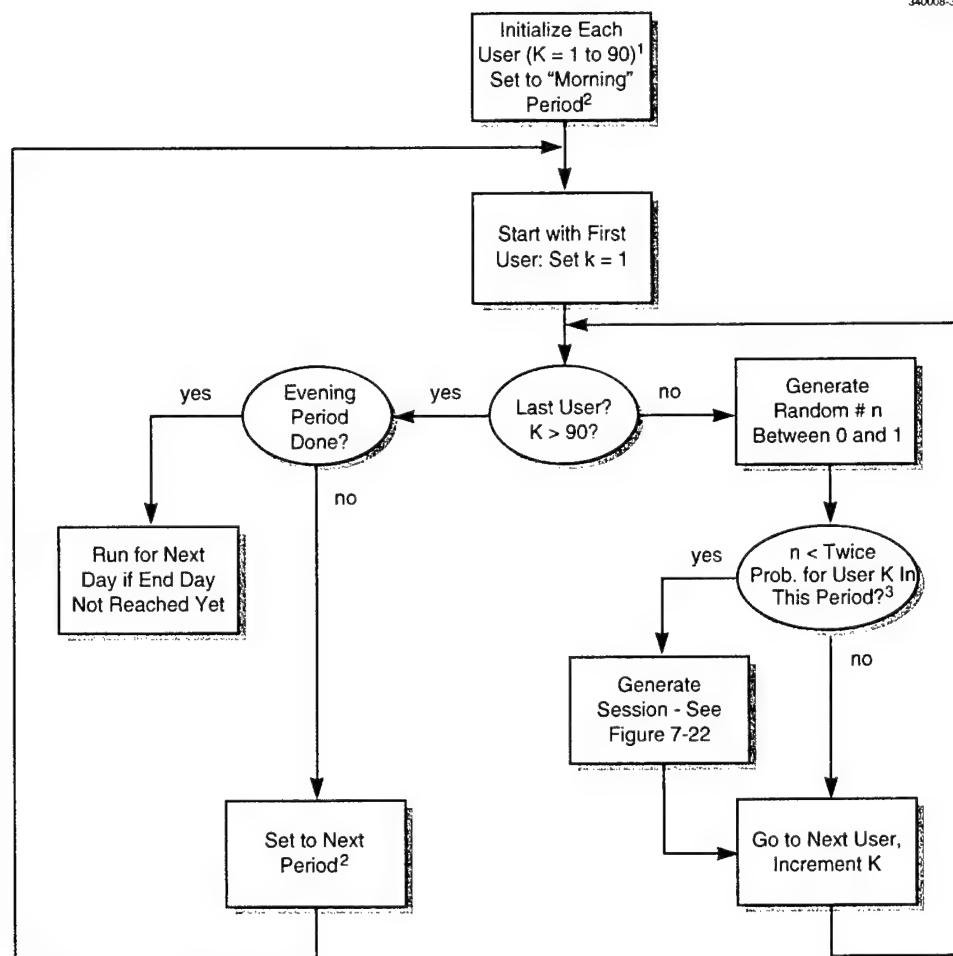 340008-3
Initialize Each
User (K = 1 to 90)¹
Set to “Morning”
Period²
Start with First
User: Set k = 1
yes
Evening
Period
Done?
yes
Last User?
K > 90?
no
Generate
Random # n
Between 0 and 1
no
Run for Next
Day if End Day
Not Reached Yet
yes
n < Twice
Prob. for User K In
This Period?³
no
Generate
Session - See
Figure 7-22
Set to Next
Period²
Go to Next User,
Increment K